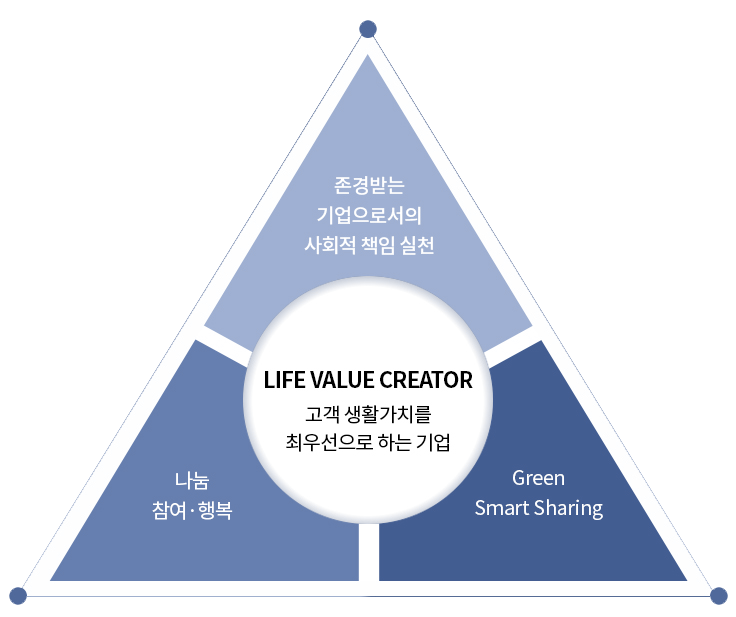 존경받는
기업으로서의
사회적 책임 실천
LIFE VALUE CREATOR
고객 생활가치를
최우선으로 하는 기업
나눔
참여·행복
Green
Smart Sharing